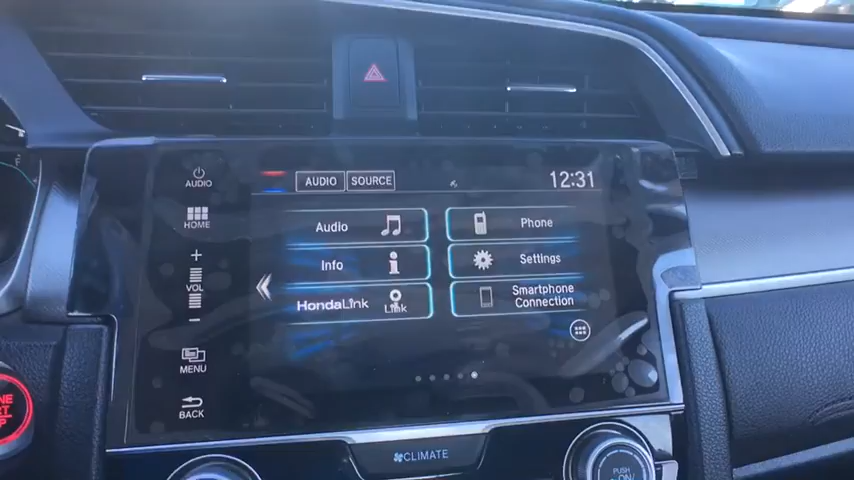 AUDIO
AUDIO SOURCE
12:31
HOME
Audio
Phone
Info
Settings
VOL
HondaLink
Link
Smartphone
Connection
MENU
BACK
CLIMATE
PUSH